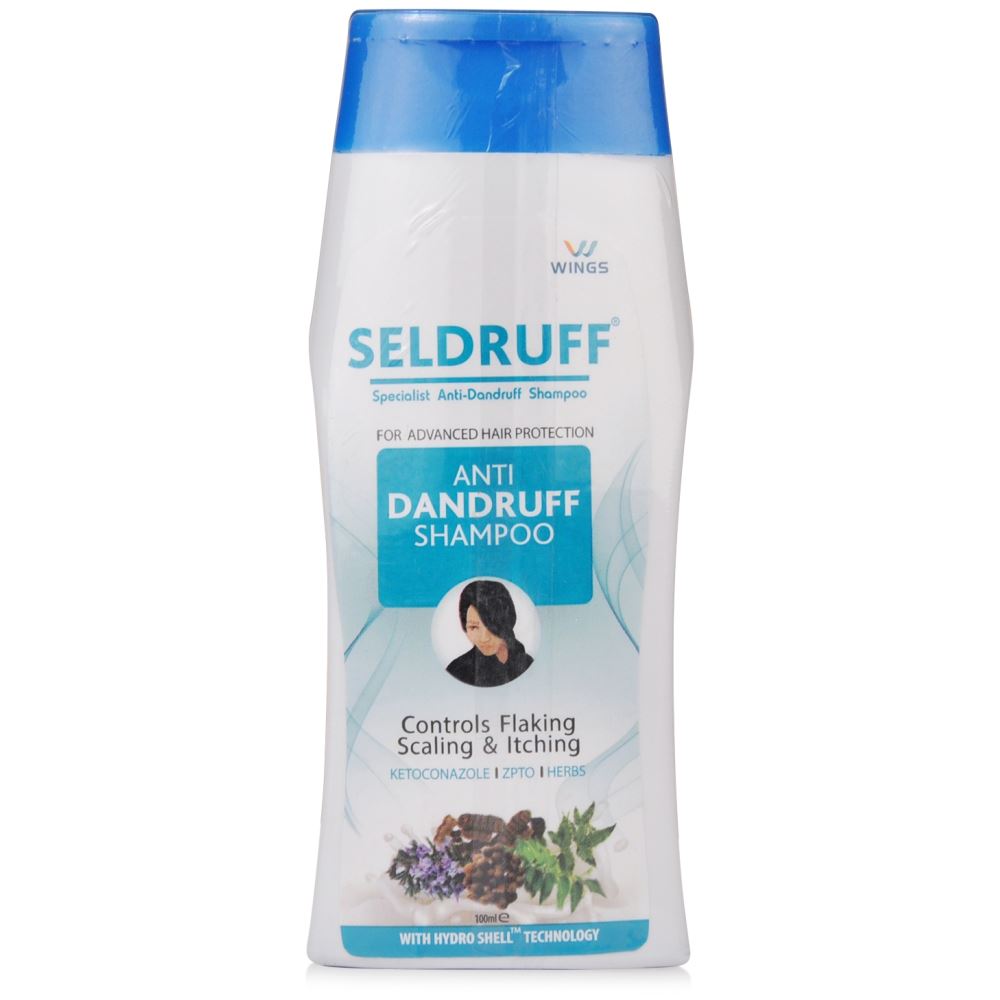 WINGS
SELDRUFF®
Specialist Anti-Dandruff Shampoo
FOR ADVANCED HAIR PROTECTION
ANTI
DANDRUFF
SHAMPOO
Controls Flaking
Scaling & Itching
KETOCONAZOLE | ZPTO | HERBS
100ml ℮
WITH HYDRO SHELL™ TECHNOLOGY